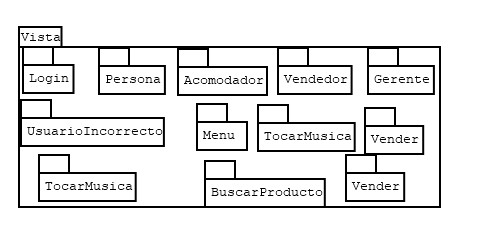 Vista
Login
Persona
Acomodador
Vendedor
Gerente
UsuarioIncorrecto
Menu
TocarMusica
Vender
TocarMusica
BuscarProducto
Vender